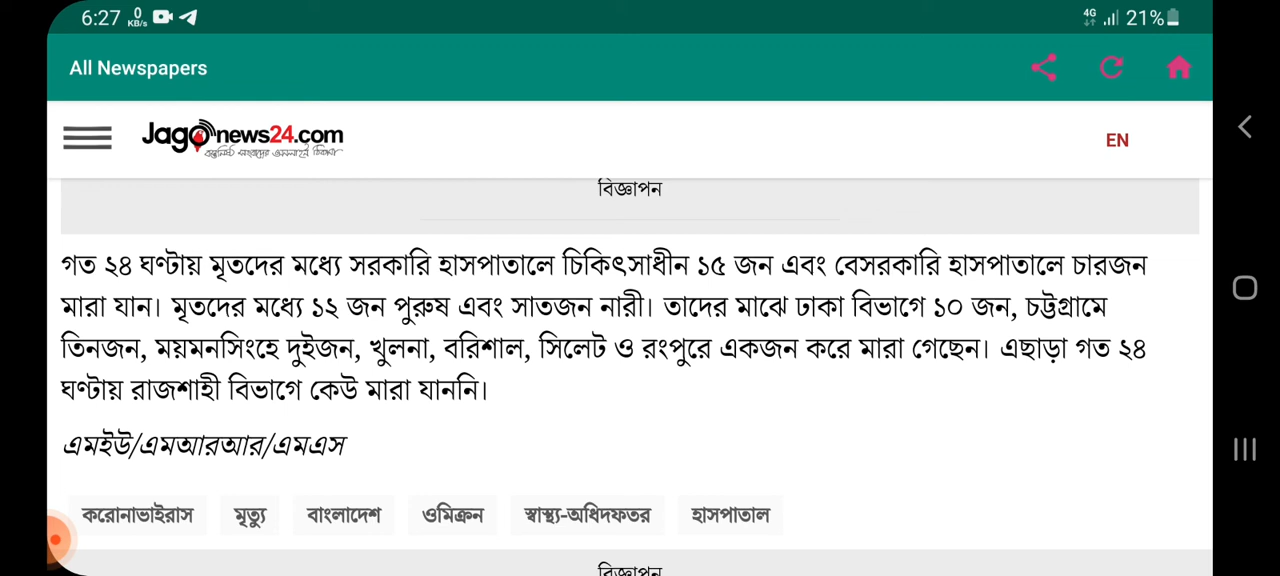 6:27 0 KB/s 4G 21%
All Newspapers
Jagonews24.com EN
বিজ্ঞাপন
গত ২৪ ঘণ্টায় মৃতদের মধ্যে সরকারি হাসপাতালে চিকিৎসাধীন ১৫ জন এবং বেসরকারি হাসপাতালে চারজন
মারা যান। মৃতদের মধ্যে ১২ জন পুরুষ এবং সাতজন নারী। তাদের মাঝে ঢাকা বিভাগে ১০ জন, চট্টগ্রামে
তিনজন, ময়মনসিংহে দুইজন, খুলনা, বরিশাল, সিলেট ও রংপুরে একজন করে মারা গেছেন। এছাড়া গত ২৪
ঘণ্টায় রাজশাহী বিভাগে কেউ মারা যাননি।
এমইউ/এমআরআর/এমএস
করোনাভাইরাস মৃত্যু বাংলাদেশ ওমিক্রন স্বাস্থ্য-অধিদফতর হাসপাতাল
বিজ্ঞাপন